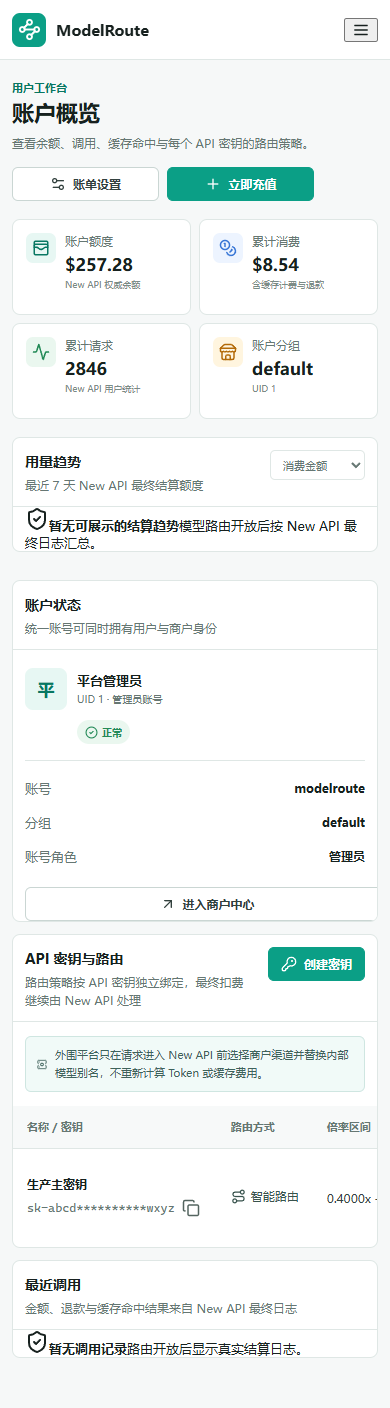 ModelRoute
用户工作台
账户概览
查看余额、调用、缓存命中与每个 API 密钥的路由策略。
账单设置
立即充值
账户额度
$257.28
New API 权威余额
累计消费
$8.54
含缓存计器与退款
累计请求
2846
New API 用户统计
账户分组
default
UID 1
用量趋势
最近 7 天 New API 最终结算额度
消费金额
暂无可展示的结算趋势模型路由开放后按 New API 最
终日志汇总。
账户状态
统一账号可同时拥有用户与商户身份
平
平台管理员
UID 1 · 管理员账号
正常
账号
modelroute
分组
default
账号角色
管理员
进入商户中心
API 密钥与路由
路由策略按 API 密钥独立绑定，最终扣费
继续由 New API 处理
创建密钥
外围平台只在请求进入 New API 前选择商户渠道并替换内部
模型别名，不重新计算 Token 或缓存费用。
名称 / 密钥
路由方式
倍率区间
生产主密钥
sk-abcd**********wxyz
智能路由
0.4000x -
最近调用
金额、退款与缓存命中结果来自 New API 最终日志
暂无调用记录路由开放后显示真实结算日志。